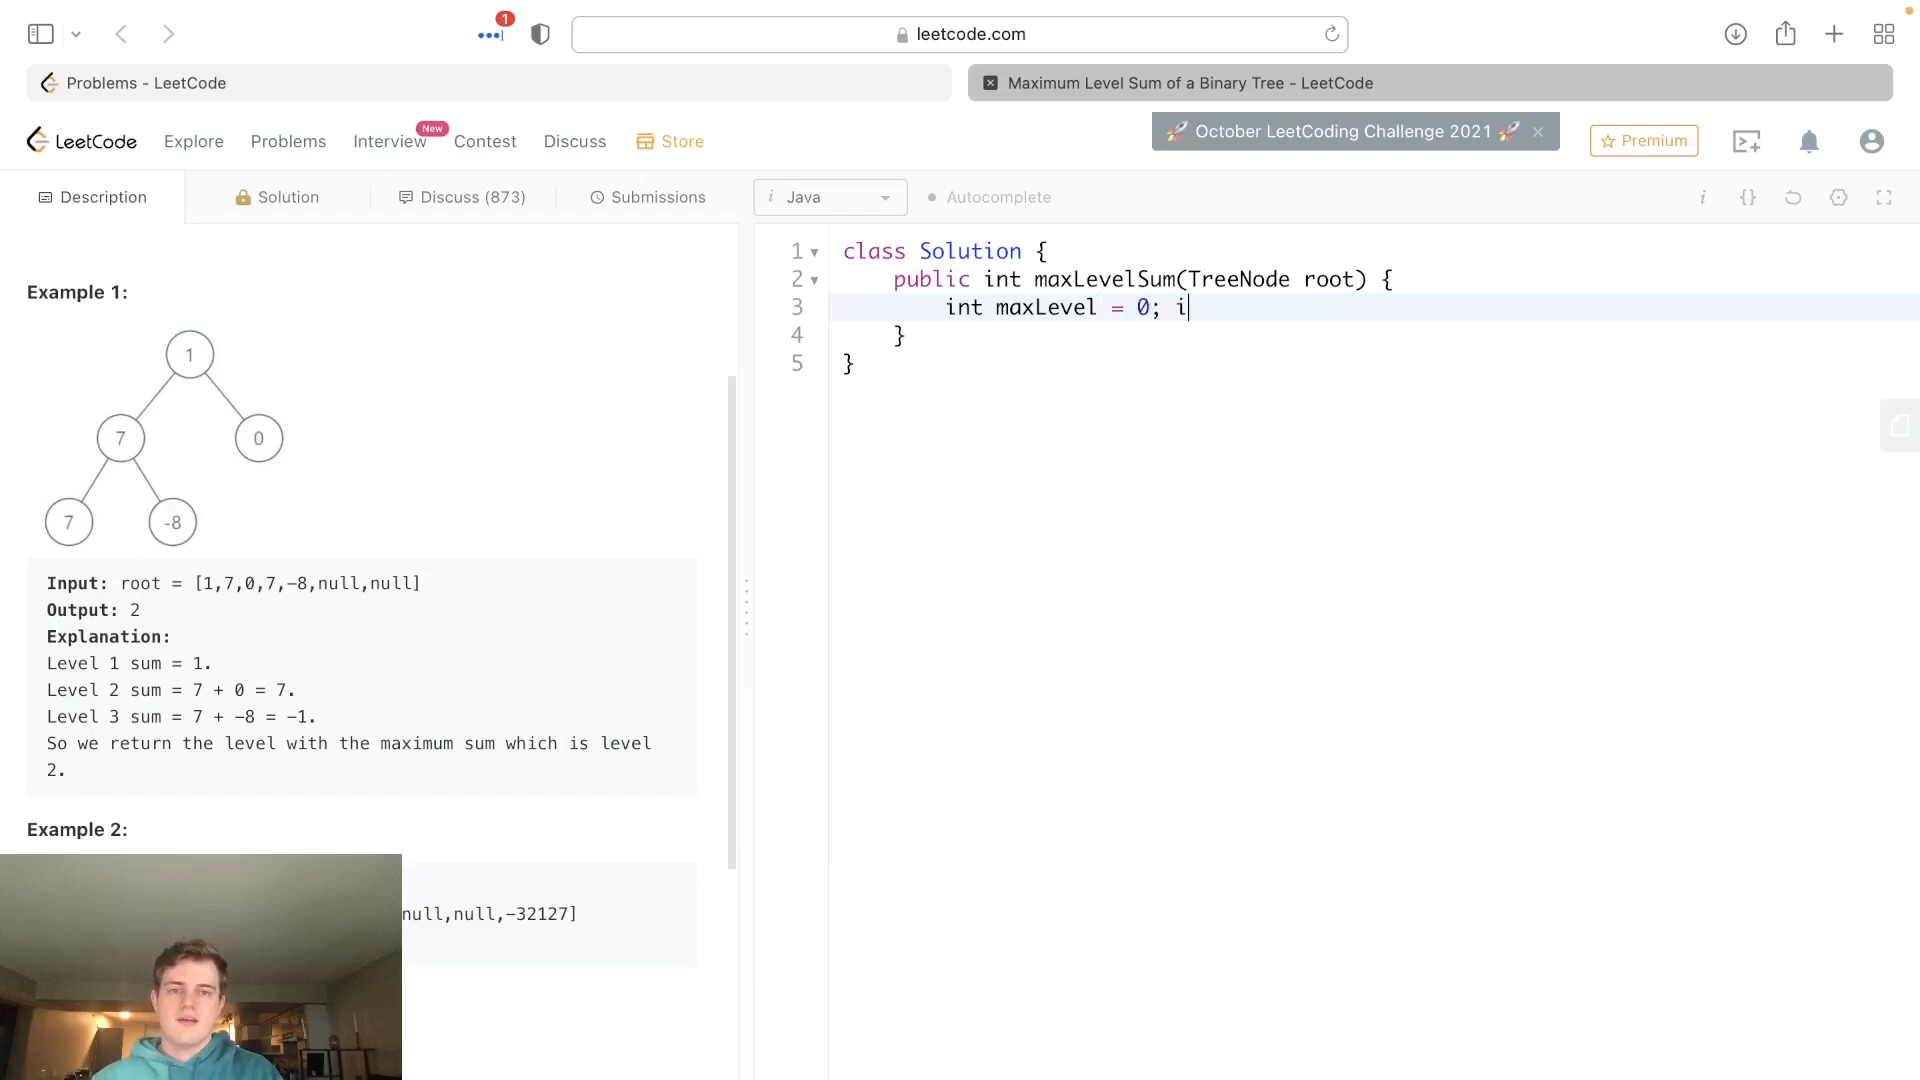 1
leetcode.com
Problems - LeetCode
Maximum Level Sum of a Binary Tree - LeetCode
LeetCode
Explore
Problems
Interview
New
Contest
Discuss
Store
🚀 October LeetCoding Challenge 2021 🚀
Premium
Description
Solution
Discuss (873)
Submissions
i Java
Autocomplete
i
{}
Example 1:
1
7
0
7
-8
Input: root = [1,7,0,7,-8,null,null]
Output: 2
Explanation:
Level 1 sum = 1.
Level 2 sum = 7 + 0 = 7.
Level 3 sum = 7 + -8 = -1.
So we return the level with the maximum sum which is level
2.
Example 2:
null,null,-32127]
1 class Solution {
2 public int maxLevelSum(TreeNode root) {
3 int maxLevel = 0; i
4 }
5 }